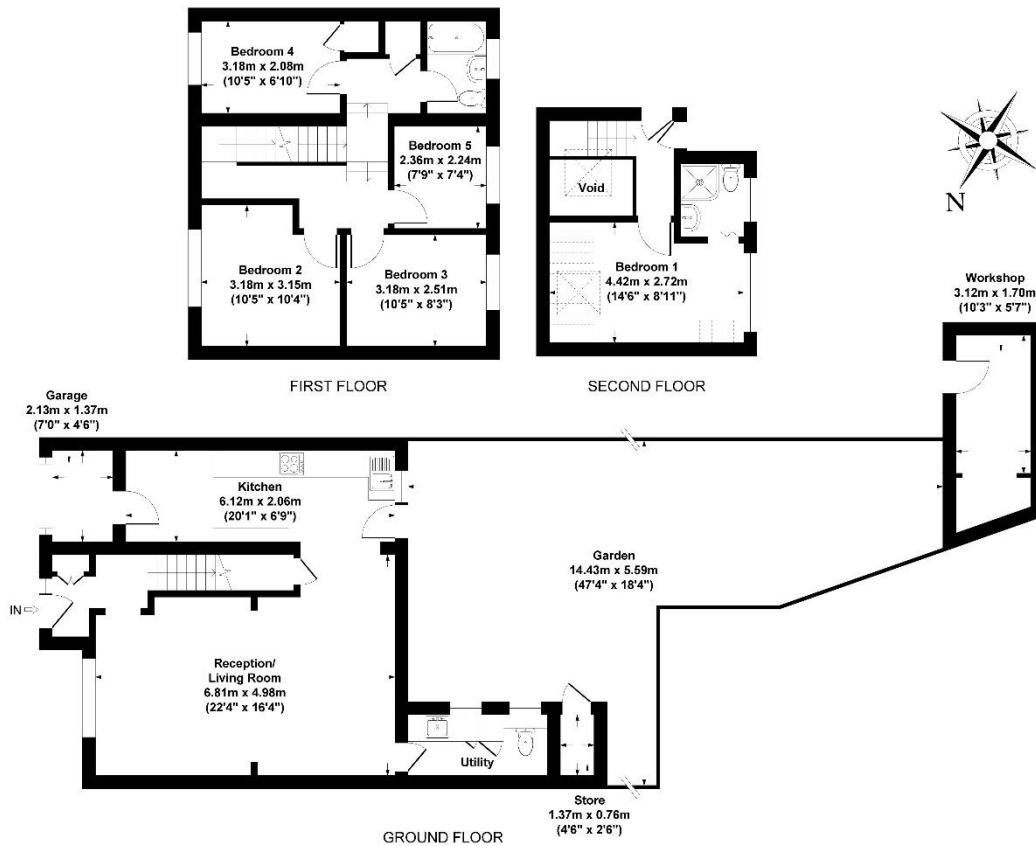 Bedroom 4
3.18m x 2.08m
(10'5" x 6'10")
Bedroom 5
2.36m x 2.24m
(7'9" x 7'4")
Bedroom 2
3.18m x 3.15m
(10'5" x 10'4")
Bedroom 3
3.18m x 2.51m
(10'5" x 8'3")
FIRST FLOOR
Void
Bedroom 1
4.42m x 2.72m
(14'6" x 8'11")
SECOND FLOOR
N
Workshop
3.12m x 1.70m
(10'3" x 5'7")
Garage
2.13m x 1.37m
(7'0" x 4'6")
Kitchen
6.12m x 2.06m
(20'1" x 6'9")
Garden
14.43m x 5.59m
(47'4" x 18'4")
IN
Reception/
Living Room
6.81m x 4.98m
(22'4" x 16'4")
Utility
Store
1.37m x 0.76m
(4'6" x 2'6")
GROUND FLOOR